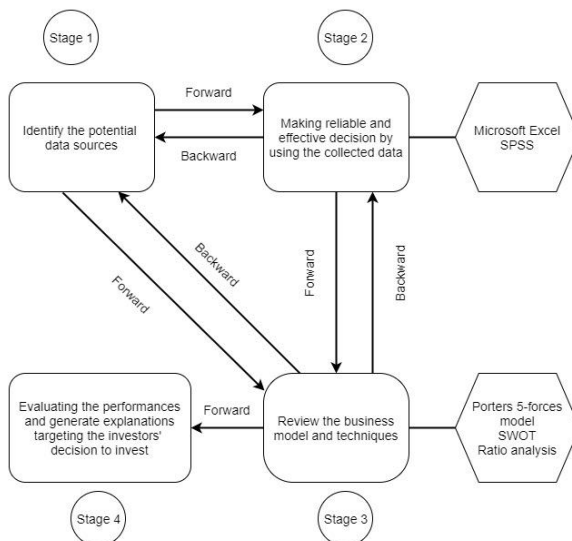 Stage 1
Stage 2
Forward
Identify the potential
data sources
Making reliable and
effective decision by
using the collected data
Microsoft Excel
SPSS
Backward
Backward
Forward
Forward
Backward
Evaluating the performances
and generate explanations
targeting the investors'
decision to invest
Forward
Review the business
model and techniques
Porters 5-forces
model
SWOT
Ratio analysis
Stage 4
Stage 3